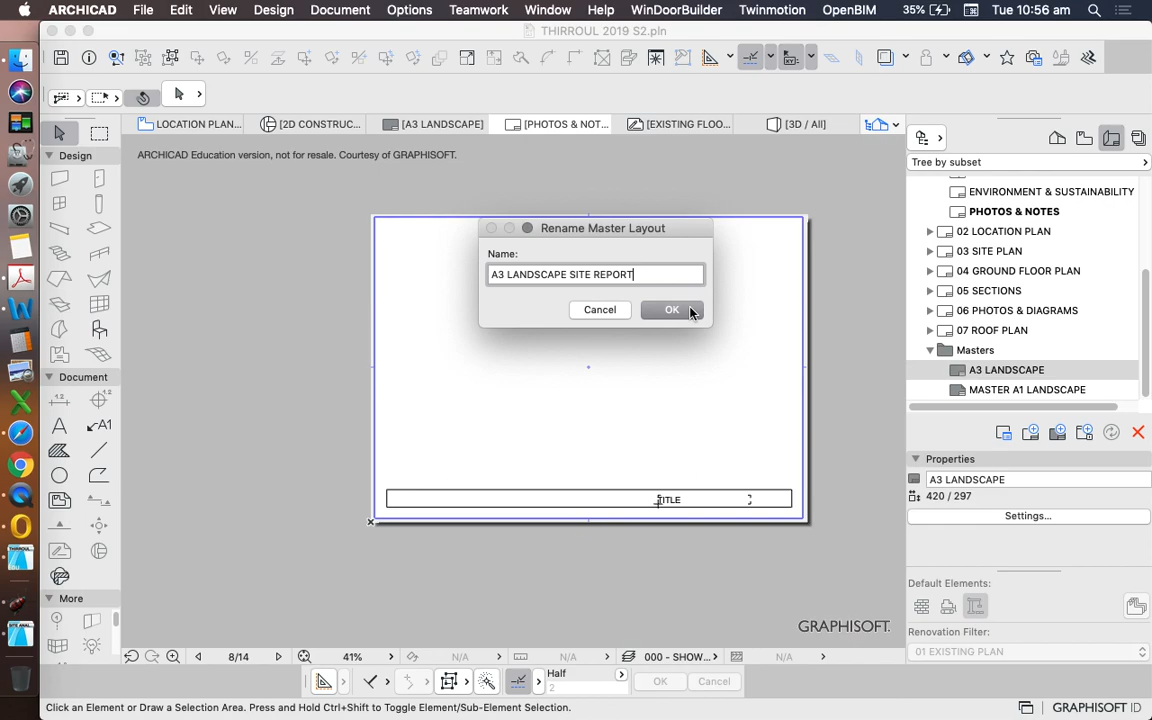 ARCHICAD File Edit View Design Document Options Teamwork Window Help WinDoorBuilder Twinmotion OpenBIM 35% Tue 10:56 am
THIRROUL 2019 S2.pln
LOCATION PLAN... [2D CONSTRUC... [A3 LANDSCAPE] [PHOTOS & NOT... [EXISTING FLOO... [3D / All]
Design
ARCHICAD Education version, not for resale. Courtesy of GRAPHISOFT.
Tree by subset
ENVIRONMENT & SUSTAINABILITY
PHOTOS & NOTES
02 LOCATION PLAN
03 SITE PLAN
04 GROUND FLOOR PLAN
05 SECTIONS
06 PHOTOS & DIAGRAMS
07 ROOF PLAN
Masters
A3 LANDSCAPE
MASTER A1 LANDSCAPE
Rename Master Layout
Name:
A3 LANDSCAPE SITE REPORT
Cancel OK
Document
A1
TITLE
Properties
A3 LANDSCAPE
420 / 297
Settings...
Default Elements:
Renovation Filter:
01 EXISTING PLAN
More
GRAPHISOFT.
8/14 41% N/A N/A 000 - SHOW... N/A
Half
2
OK Cancel
Click an Element or Draw a Selection Area. Press and Hold Ctrl+Shift to Toggle Element/Sub-Element Selection.
GRAPHISOFT ID